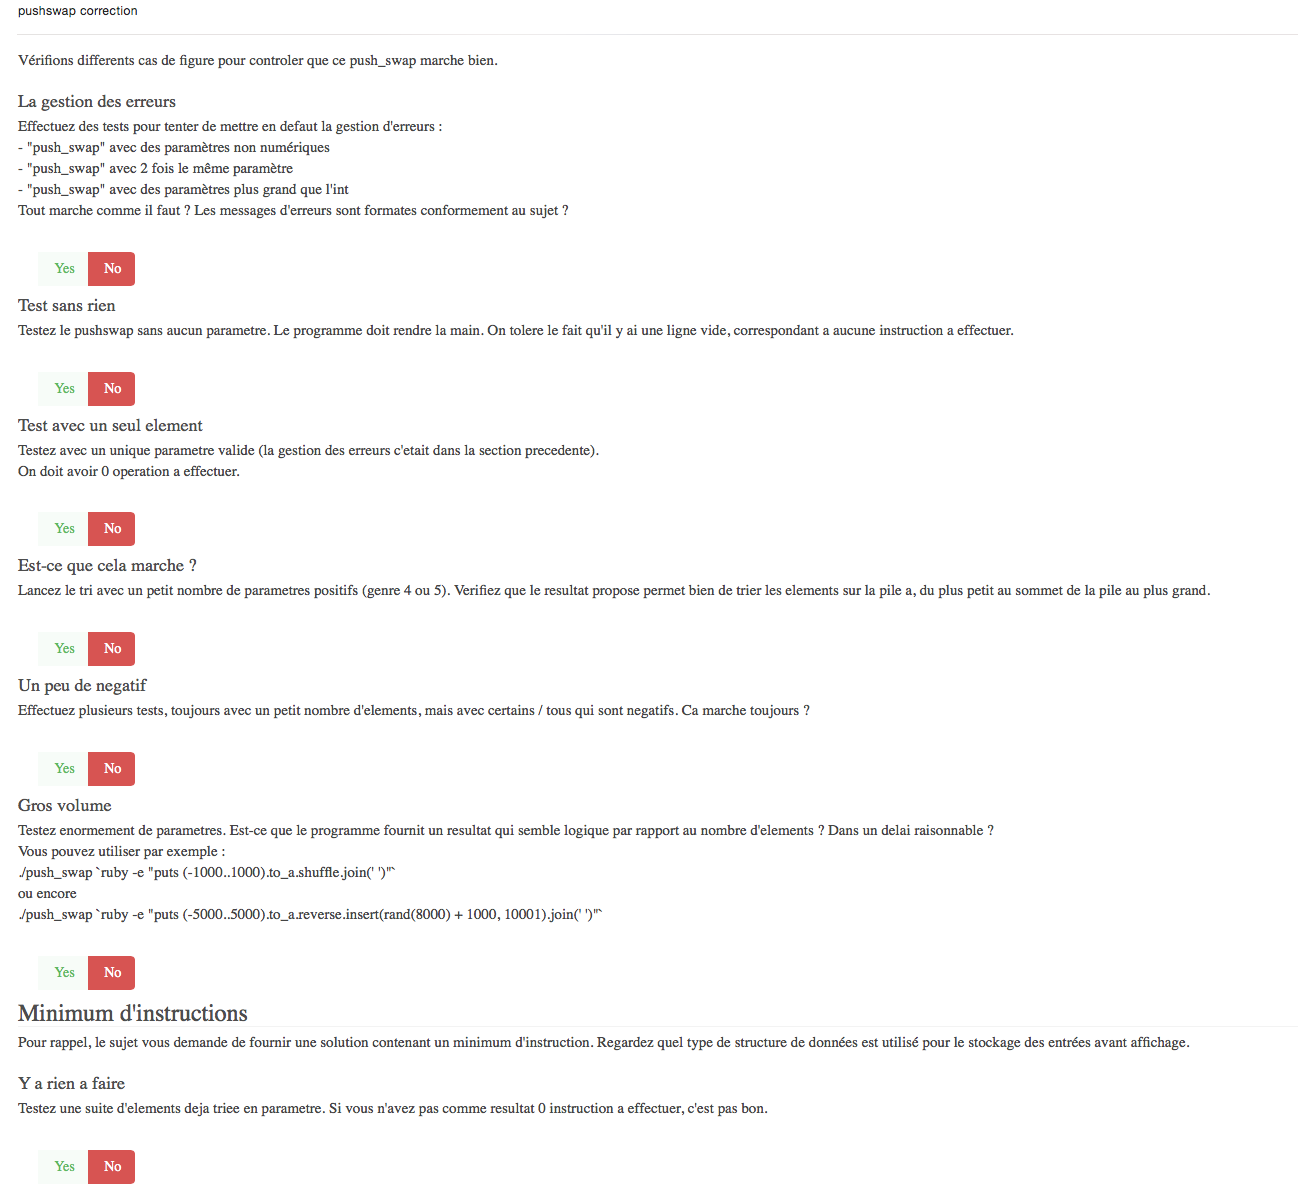 pushswap correction
Vérifions differents cas de figure pour controler que ce push_swap marche bien.
La gestion des erreurs
Effectuez des tests pour tenter de mettre en defaut la gestion d'erreurs :
- "push_swap" avec des paramètres non numériques
- "push_swap" avec 2 fois le même paramètre
- "push_swap" avec des paramètres plus grand que l'int
Tout marche comme il faut ? Les messages d'erreurs sont formates conformement au sujet ?
Yes No
Test sans rien
Testez le pushswap sans aucun parametre. Le programme doit rendre la main. On tolere le fait qu'il y ai une ligne vide, correspondant a aucune instruction a effectuer.
Yes No
Test avec un seul element
Testez avec un unique parametre valide (la gestion des erreurs c'etait dans la section precedente).
On doit avoir 0 operation a effectuer.
Yes No
Est-ce que cela marche ?
Lancez le tri avec un petit nombre de parametres positifs (genre 4 ou 5). Verifiez que le resultat propose permet bien de trier les elements sur la pile a, du plus petit au sommet de la pile au plus grand.
Yes No
Un peu de negatif
Effectuez plusieurs tests, toujours avec un petit nombre d'elements, mais avec certains / tous qui sont negatifs. Ca marche toujours ?
Yes No
Gros volume
Testez enormement de parametres. Est-ce que le programme fournit un resultat qui semble logique par rapport au nombre d'elements ? Dans un delai raisonnable ?
Vous pouvez utiliser par exemple :
./push_swap `ruby -e "puts (-1000..1000).to_a.shuffle.join(' ')"`
ou encore
./push_swap `ruby -e "puts (-5000..5000).to_a.reverse.insert(rand(8000) + 1000, 10001).join(' ')"`
Yes No
Minimum d'instructions
Pour rappel, le sujet vous demande de fournir une solution contenant un minimum d'instruction. Regardez quel type de structure de données est utilisé pour le stockage des entrées avant affichage.
Y a rien a faire
Testez une suite d'elements deja triee en parametre. Si vous n'avez pas comme resultat 0 instruction a effectuer, c'est pas bon.
Yes No